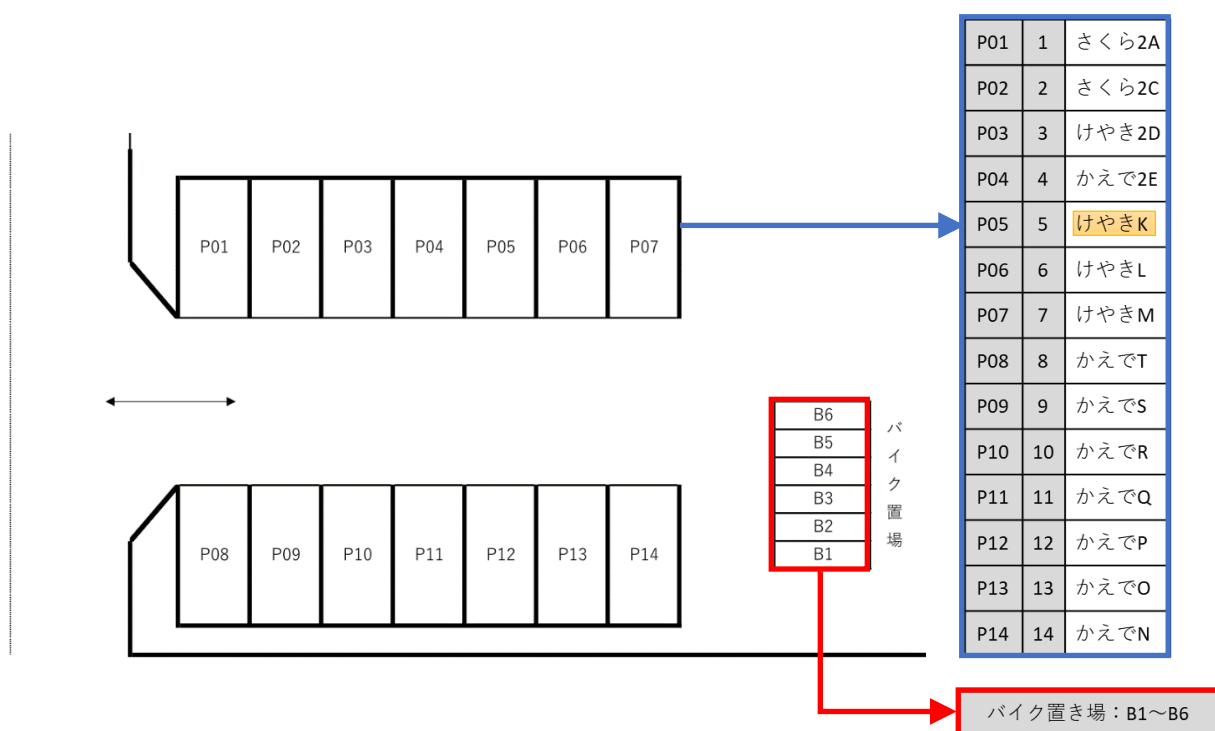 P01 1 さくら2A
P02 2 さくら2C
P03 3 けやき2D
P04 4 かえで2E
P05 5 けやきK
P06 6 けやきL
P07 7 けやきM
P08 8 かえでT
P09 9 かえでS
P10 10 かえでR
P11 11 かえでQ
P12 12 かえでP
P13 13 かえでO
P14 14 かえでN
P01 P02 P03 P04 P05 P06 P07
B6
B5
B4
B3
B2
B1
バイク置場
P08 P09 P10 P11 P12 P13 P14
バイク置き場：B1～B6